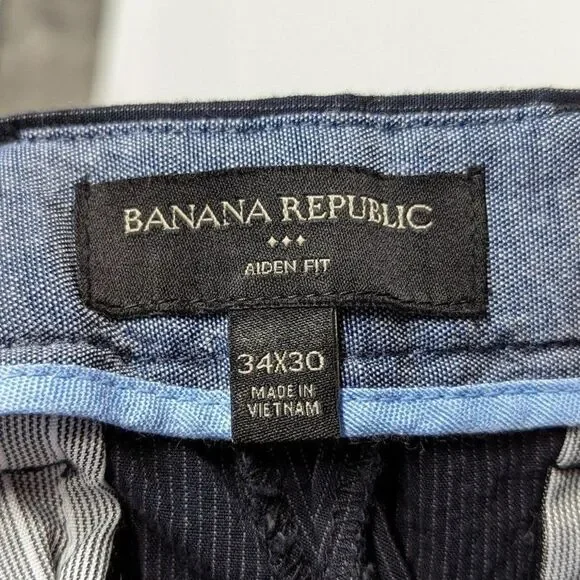 BANANA REPUBLIC
AIDEN FIT
34X30
MADE IN
VIETNAM